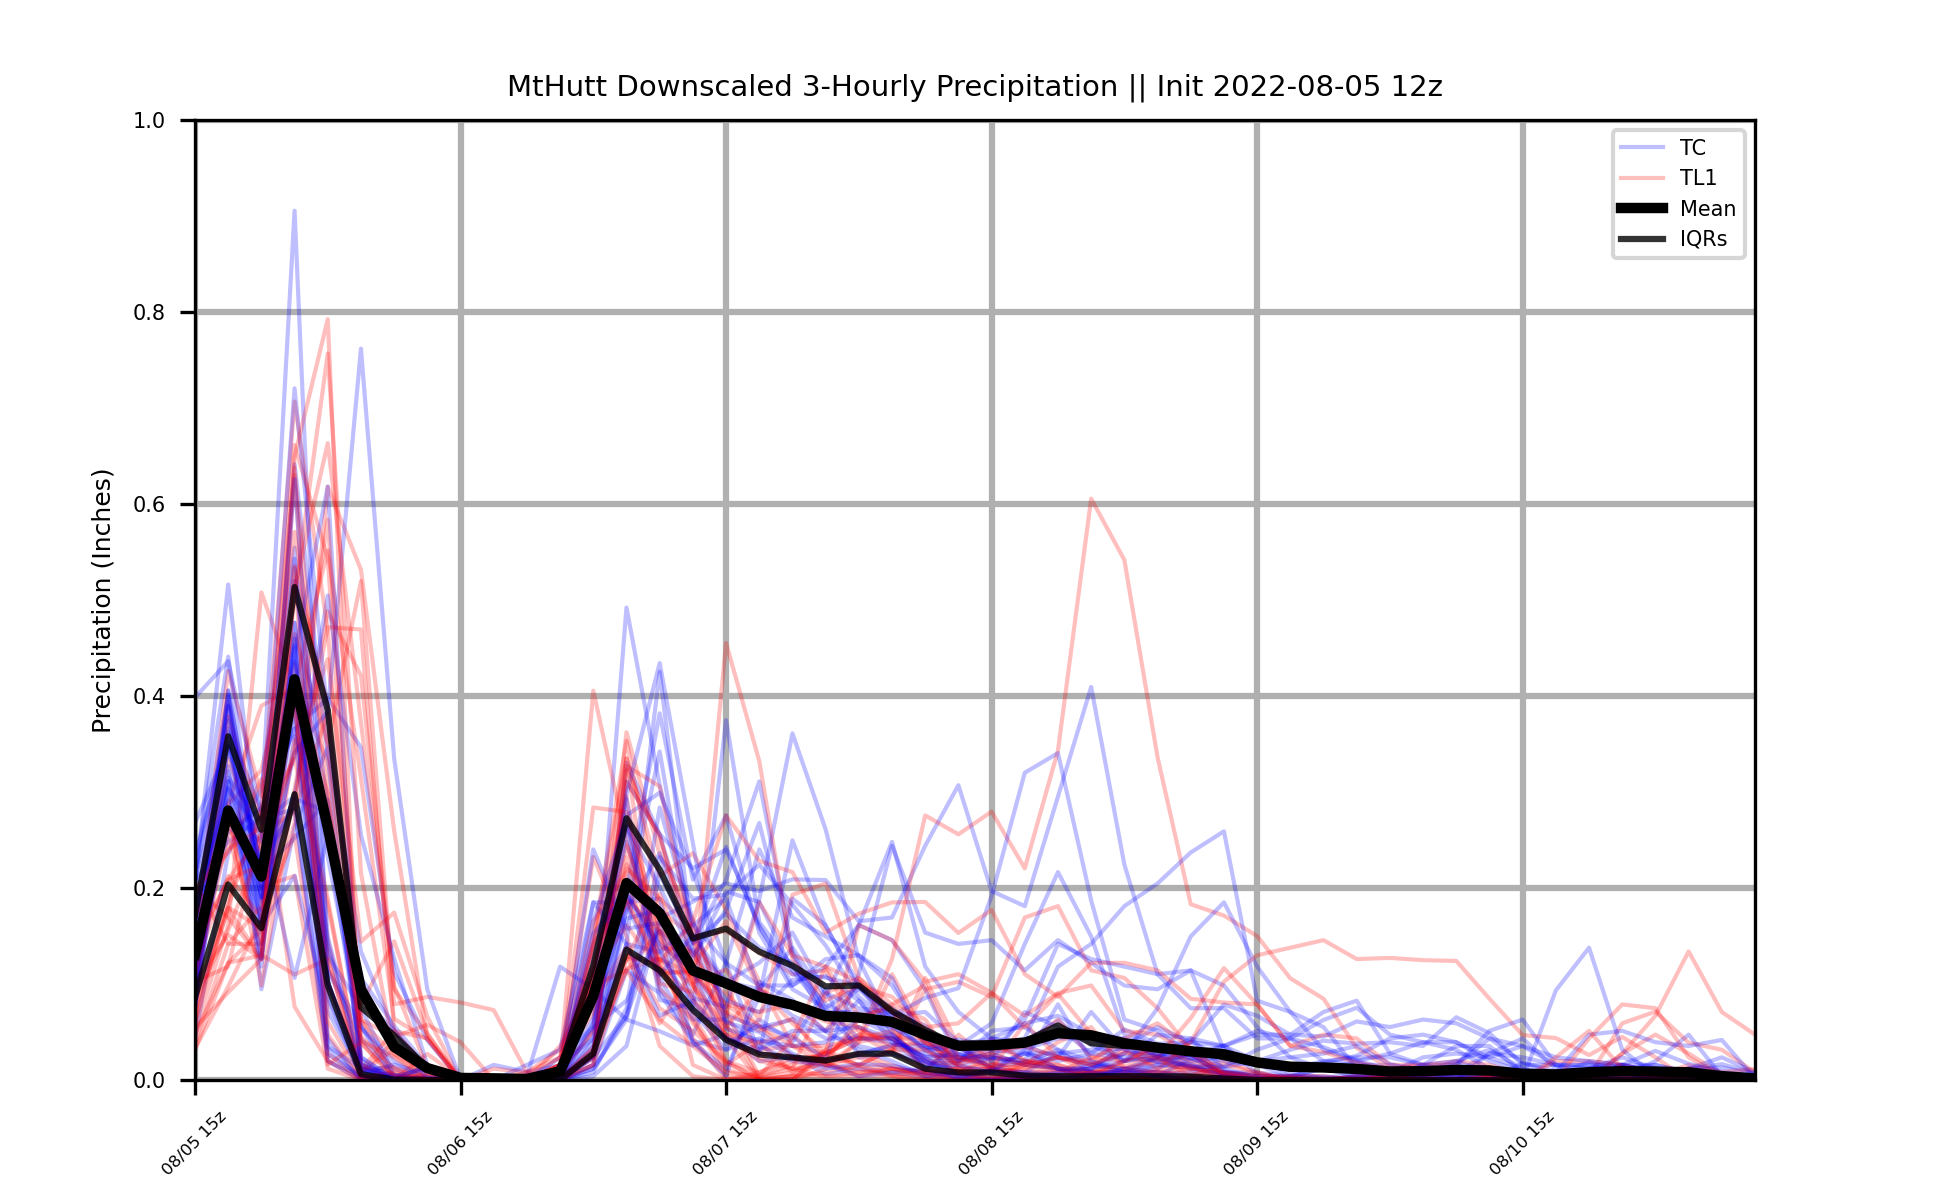 MtHutt Downscaled 3-Hourly Precipitation || Init 2022-08-05 12z
1.0
0.8
0.6
0.4
0.2
0.0
Precipitation (Inches)
TC
TL1
Mean
IQRs
08/05 15z
08/06 15z
08/07 15z
08/08 15z
08/09 15z
08/10 15z